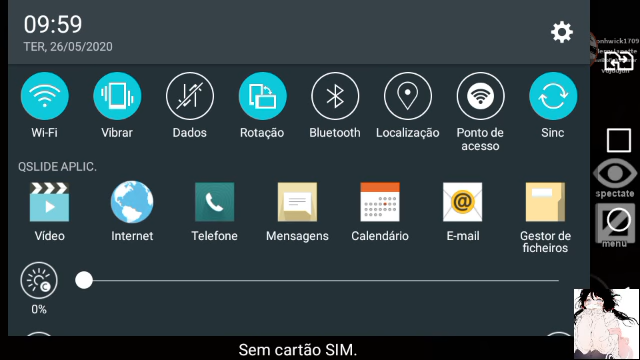 09:59
TER, 26/05/2020
Wi-Fi
Vibrar
Dados
Rotação
Bluetooth
Localização
Ponto de
acesso
Sinc
QSLIDE APLIC.
Vídeo
Internet
Telefone
Mensagens
Calendário
E-mail
Gestor de
ficheiros
0%
spectate
menu
Sem cartão SIM.